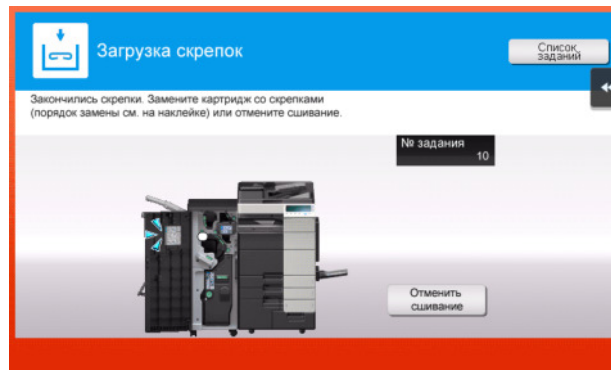 Загрузка скрепок
Список
заданий
Закончились скрепки. Замените картридж со скрепками
(порядок замены см. на наклейке) или отмените сшивание.
№ задания
10
Отменить
сшивание